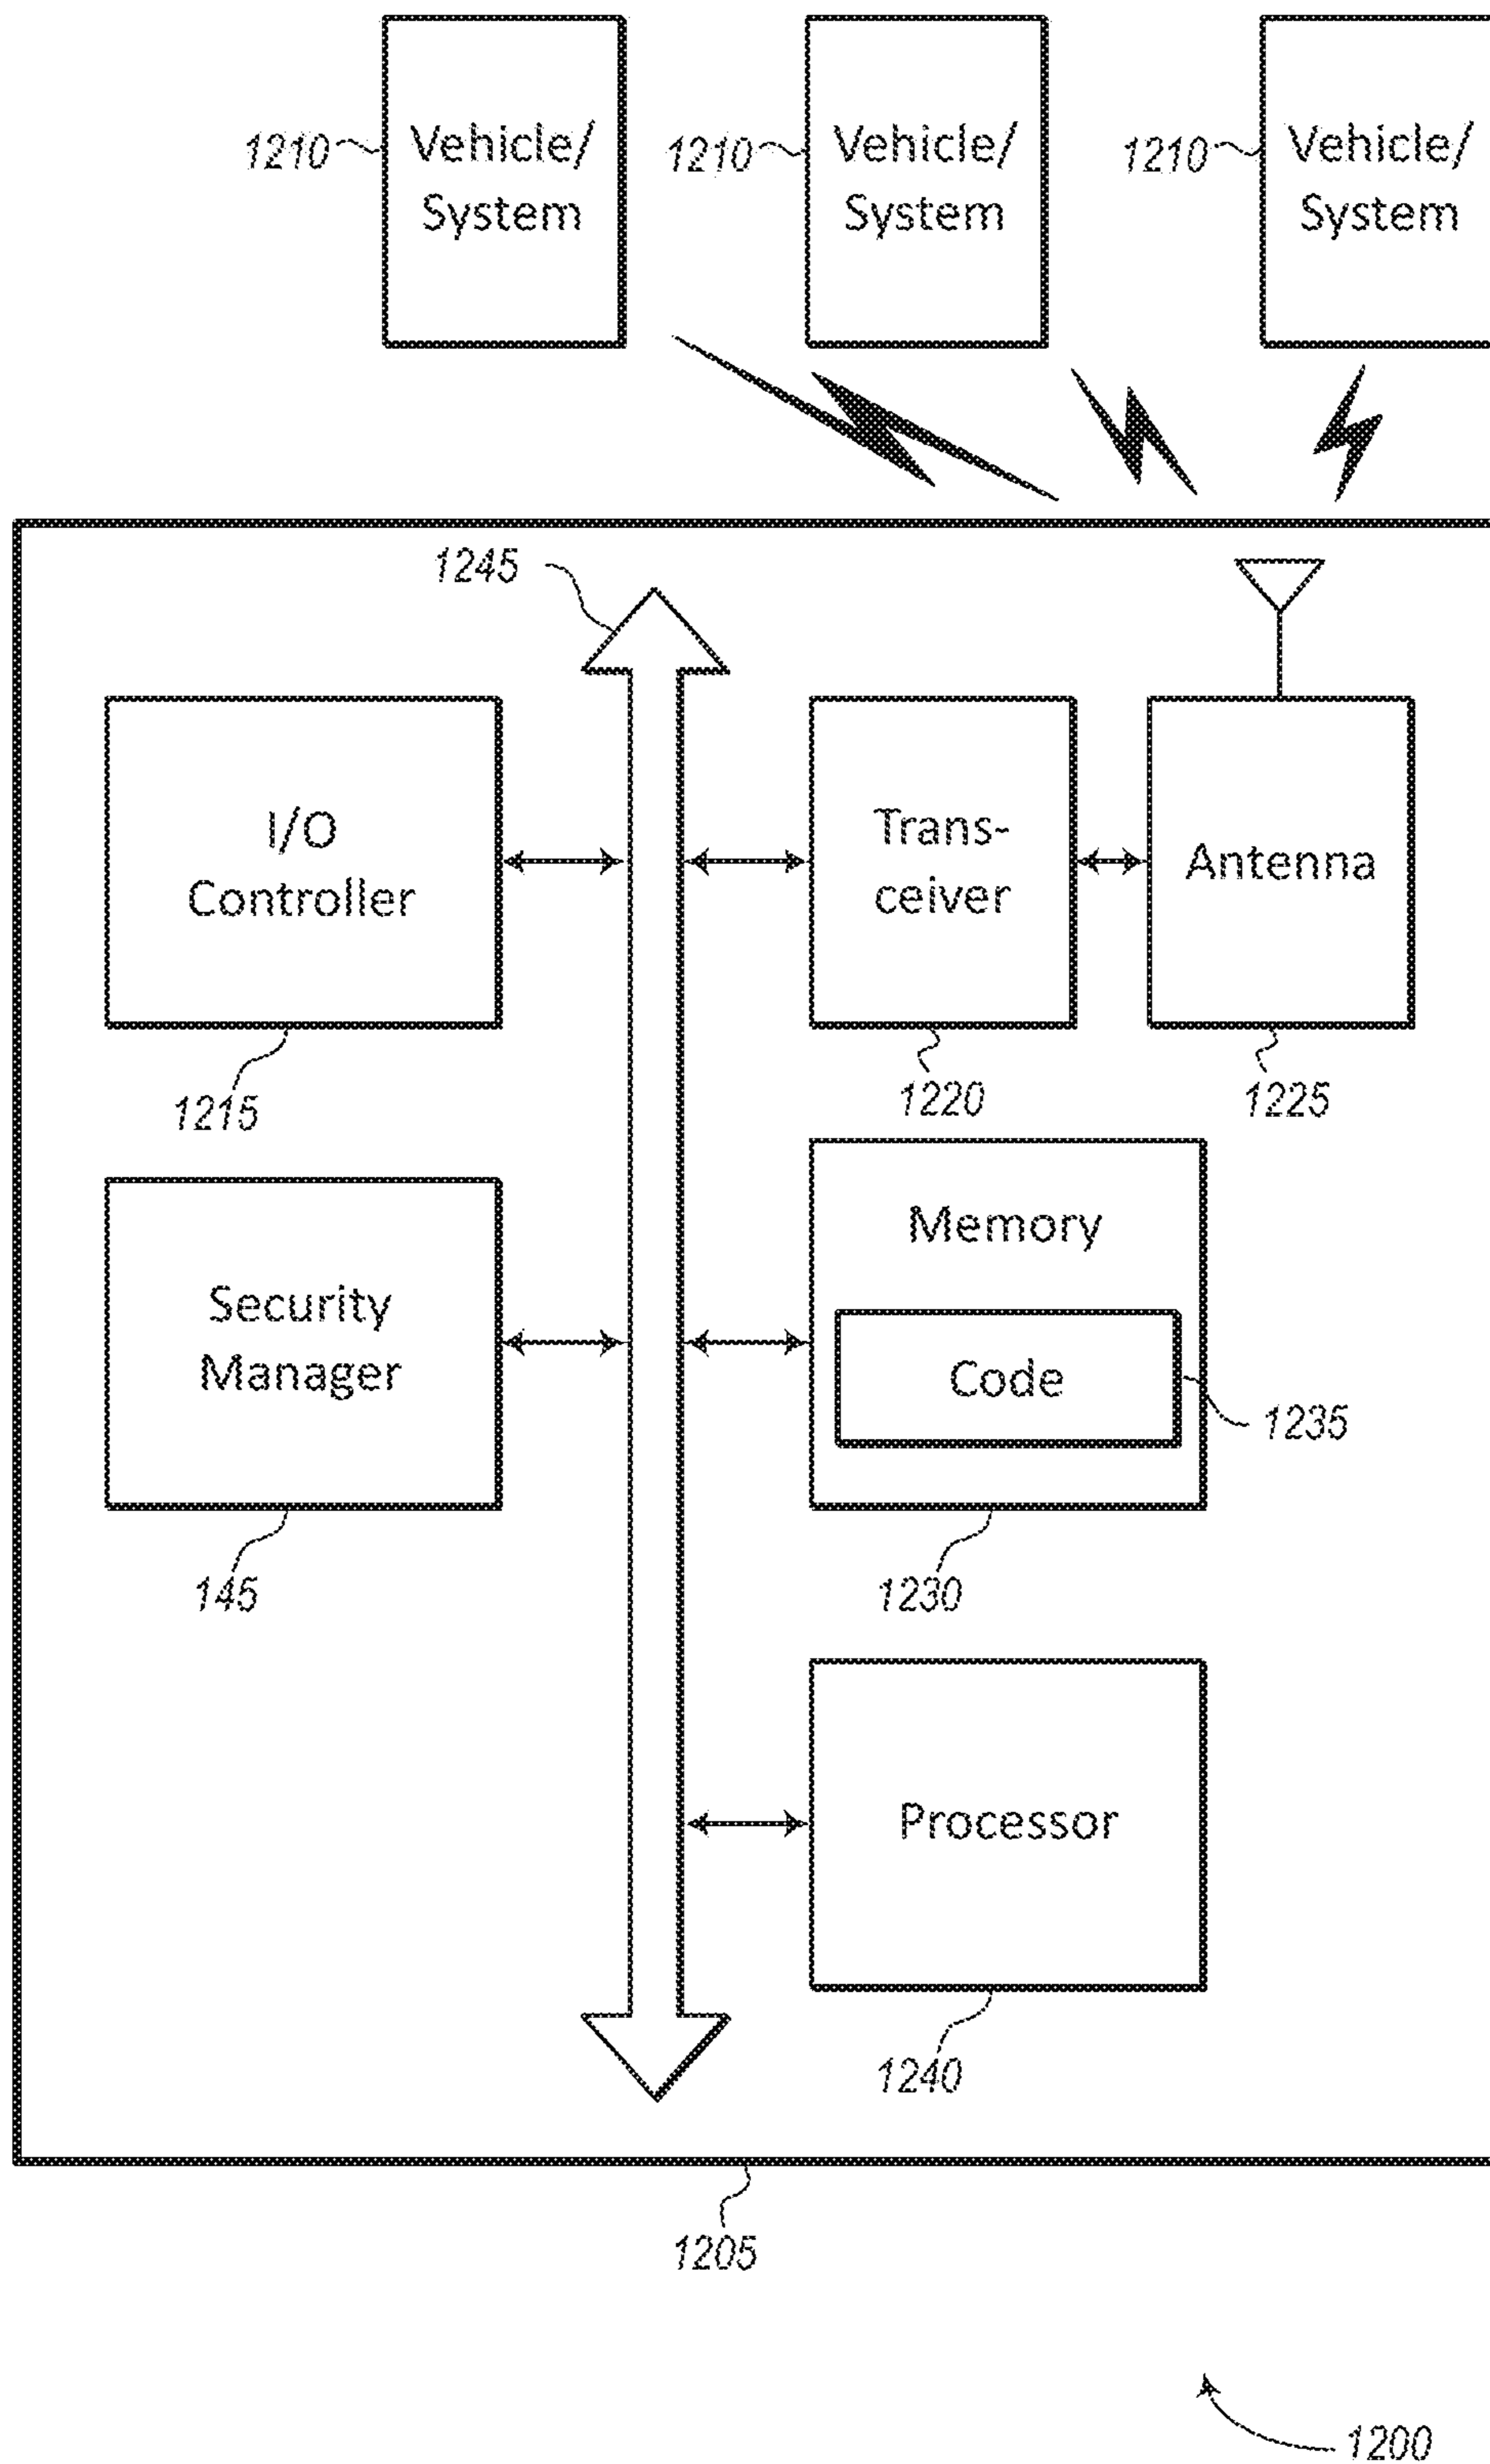 1210
Vehicle/
System
1210
Vehicle/
System
1210
Vehicle/
System
1245
I/O
Controller
1215
Trans-
ceiver
1220
Antenna
1225
Security
Manager
145
Memory
Code
1235
1230
Processor
1240
1205
1200